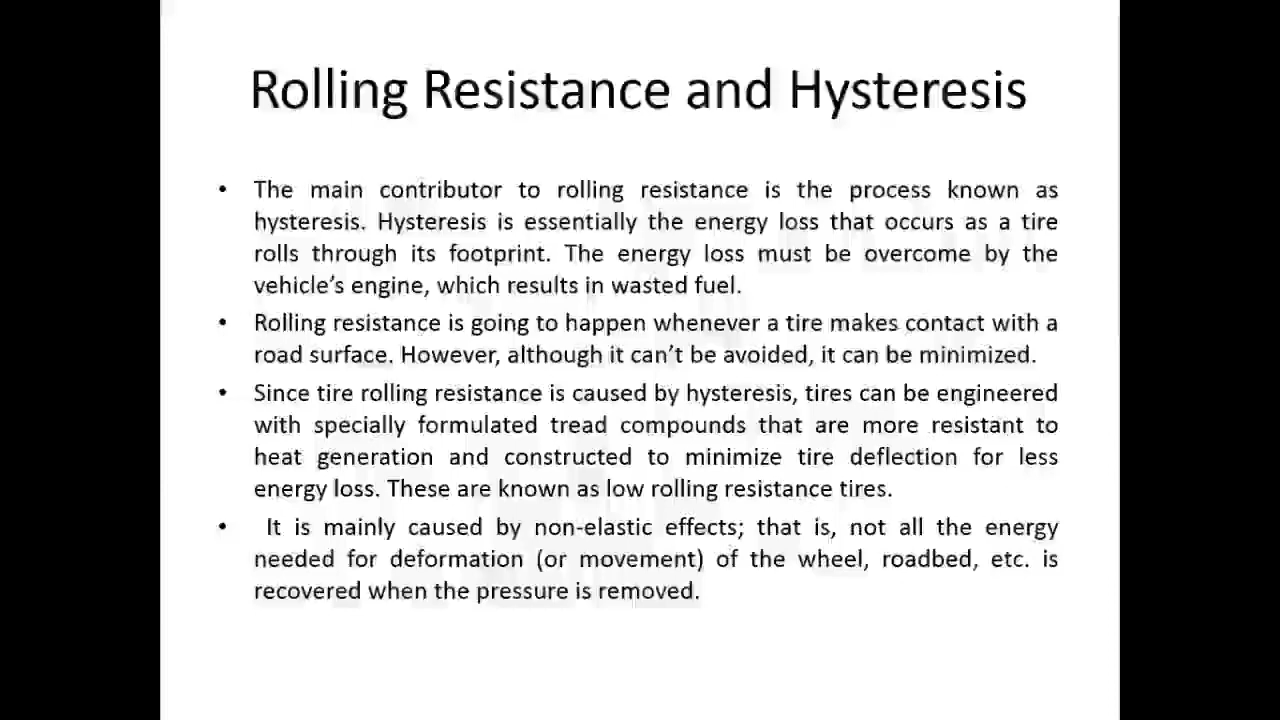 Rolling Resistance and Hysteresis
• The main contributor to rolling resistance is the process known as
hysteresis. Hysteresis is essentially the energy loss that occurs as a tire
rolls through its footprint. The energy loss must be overcome by the
vehicle’s engine, which results in wasted fuel.
• Rolling resistance is going to happen whenever a tire makes contact with a
road surface. However, although it can’t be avoided, it can be minimized.
• Since tire rolling resistance is caused by hysteresis, tires can be engineered
with specially formulated tread compounds that are more resistant to
heat generation and constructed to minimize tire deflection for less
energy loss. These are known as low rolling resistance tires.
• It is mainly caused by non-elastic effects; that is, not all the energy
needed for deformation (or movement) of the wheel, roadbed, etc. is
recovered when the pressure is removed.